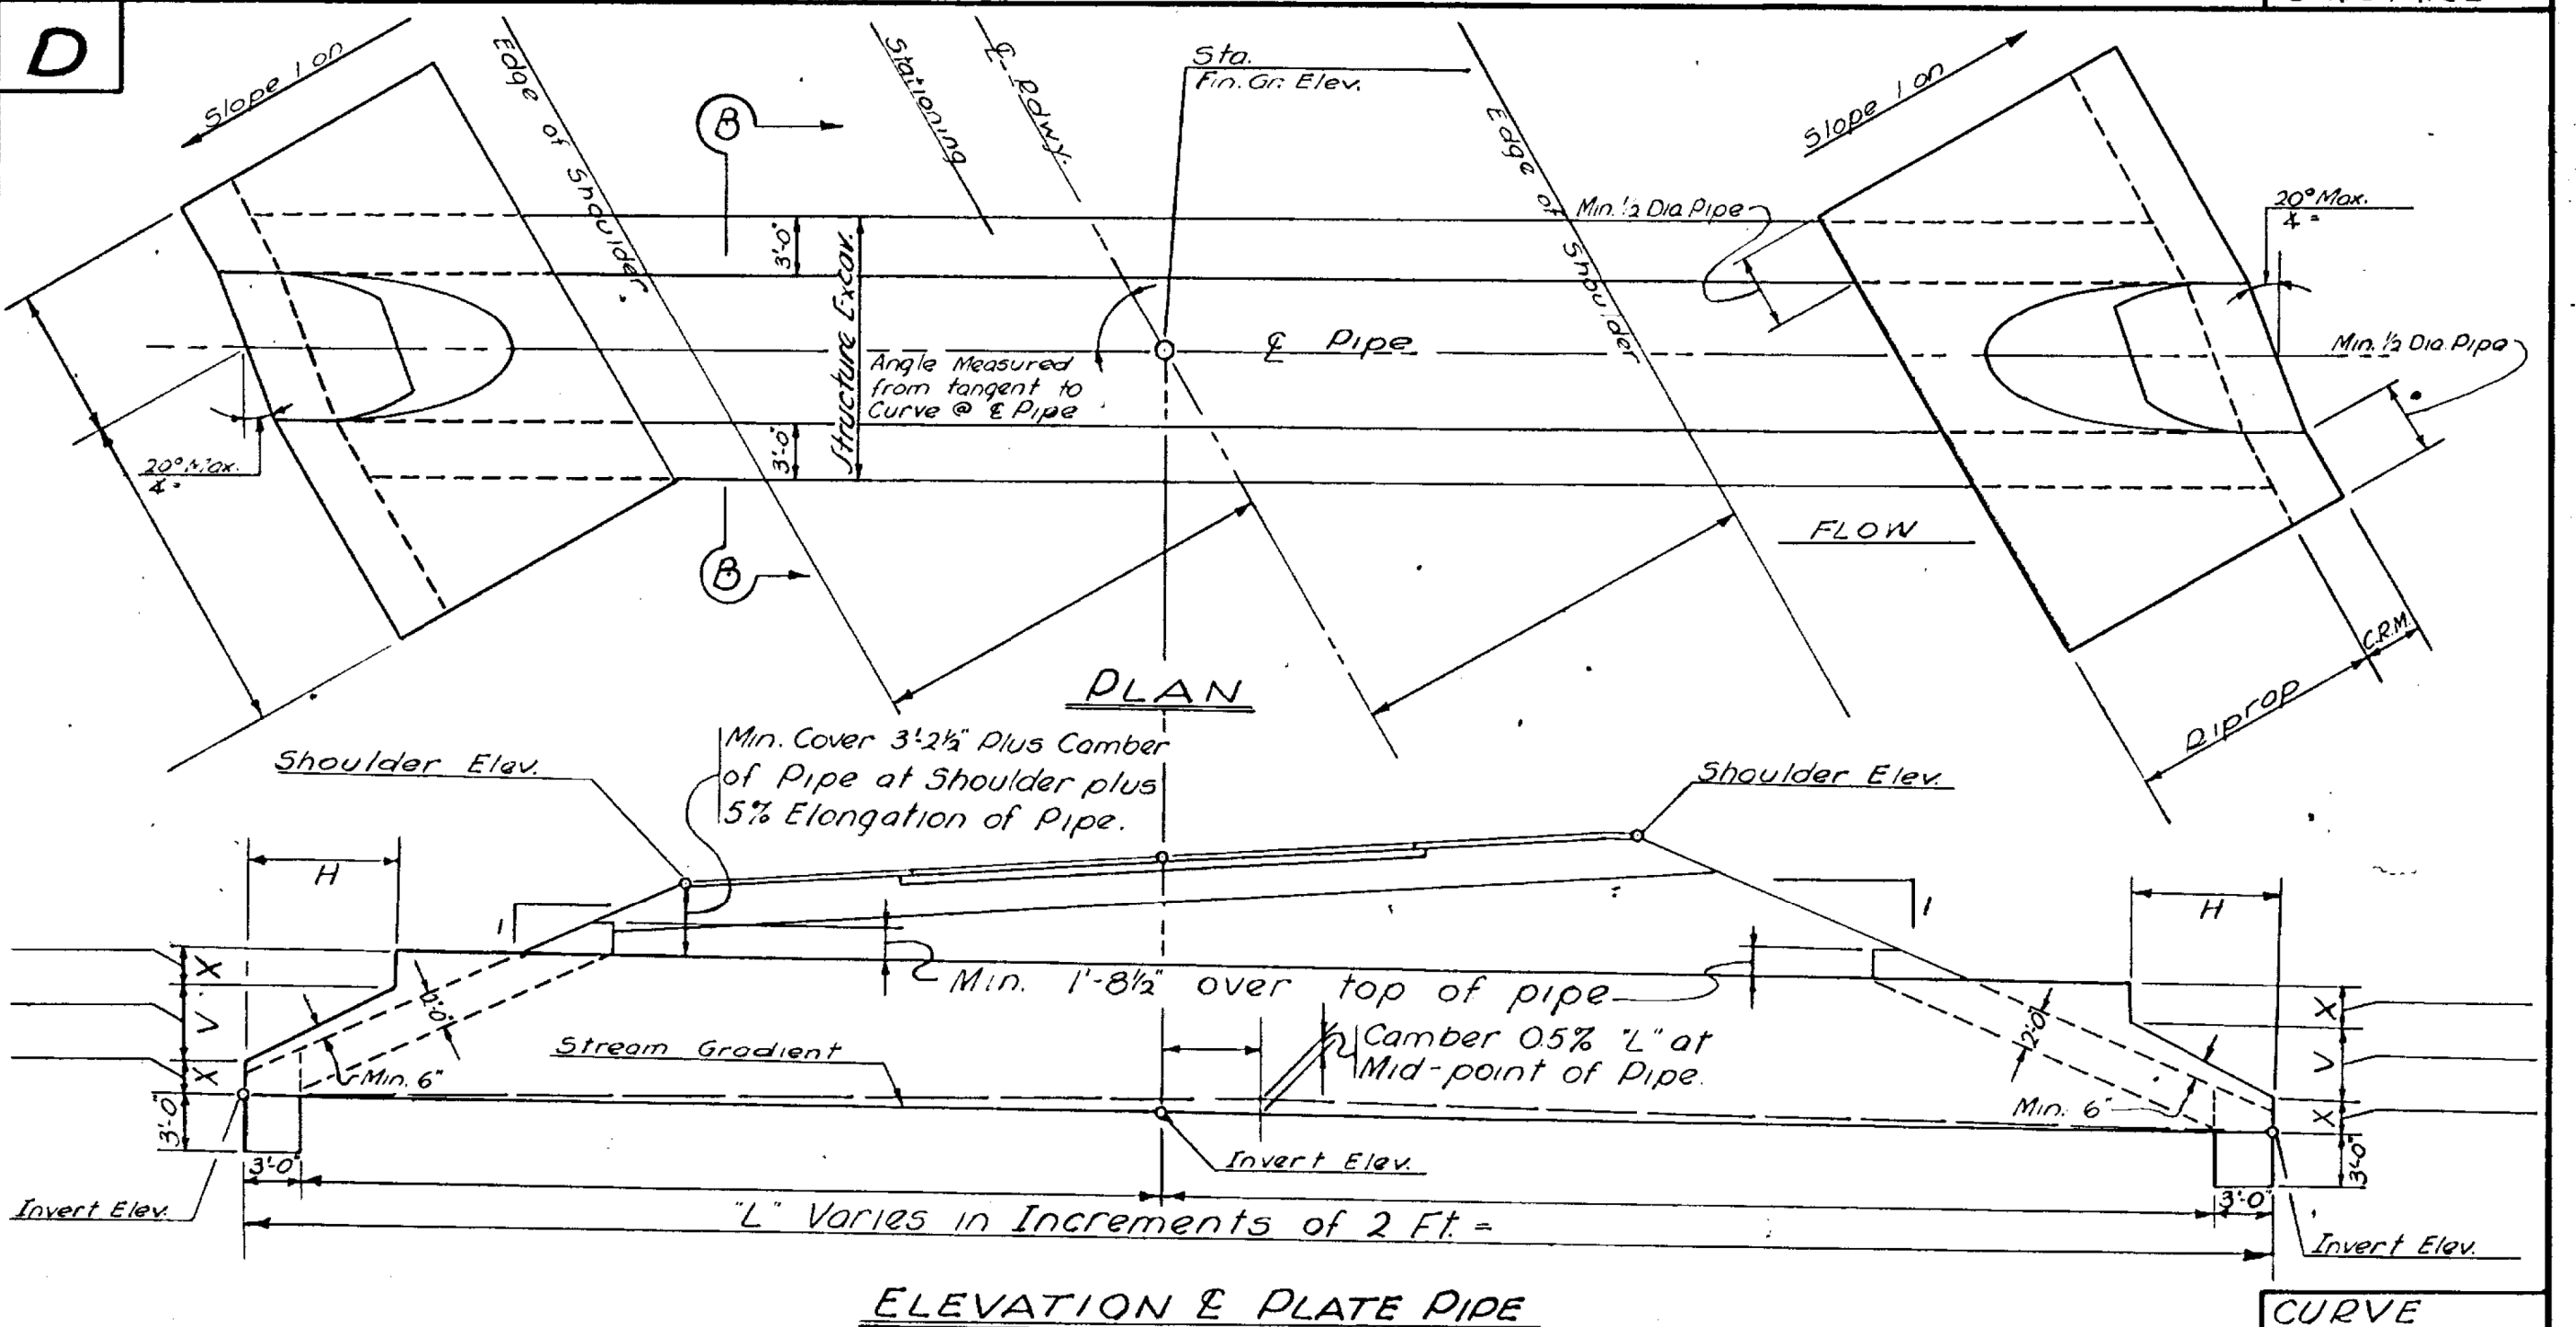 D
Slope 1 on
Edge of Shoulder
Stationing
℄ Rdwy.
Sta.
Fin. Gr. Elev.
Edge of Shoulder
Slope 1 on
B
Min. ½ Dia Pipe
20° Max.
∡ =
3'-0"
Structure Excav.
℄ Pipe
Min. ½ Dia. Pipe
Angle Measured
from tangent to
Curve @ ℄ Pipe
3'-0"
20° Max.
∡ =
FLOW
B
C.R.M.
Riprap
PLAN
Min. Cover 3'-2½" Plus Camber
of Pipe at Shoulder plus
5% Elongation of Pipe.
Shoulder Elev.
Shoulder Elev.
H
H
1
1
X
V
X
2'-0"
Min. 1'-8½" over top of pipe
X
V
X
2'-0"
Stream Gradient
Camber 0.5% "L" at
Mid-point of Pipe.
Min. 6"
Min. 6"
3'-0"
3'-0"
Invert Elev.
3'-0"
3'-0"
Invert Elev.
"L" Varies in Increments of 2 Ft. =
Invert Elev.
ELEVATION ℄ PLATE PIPE
CURVE